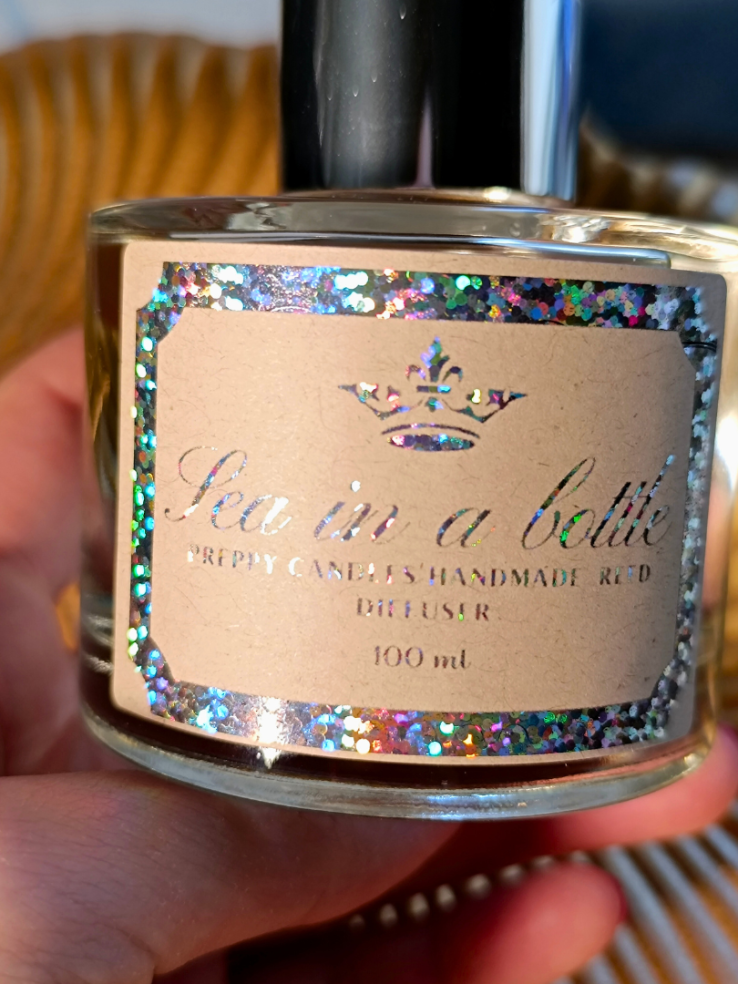 Sea in a bottle
PREPPY CANDLES'HANDMADE REED
DIFFUSER
100 ml